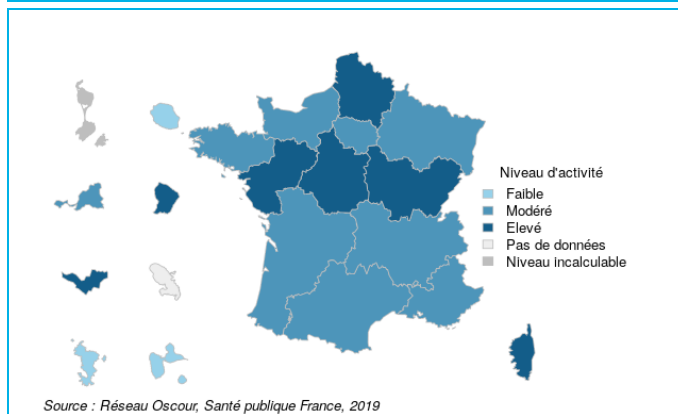 Niveau d'activité
Faible
Modéré
Elevé
Pas de données
Niveau incalculable
Source : Réseau Oscour, Santé publique France, 2019